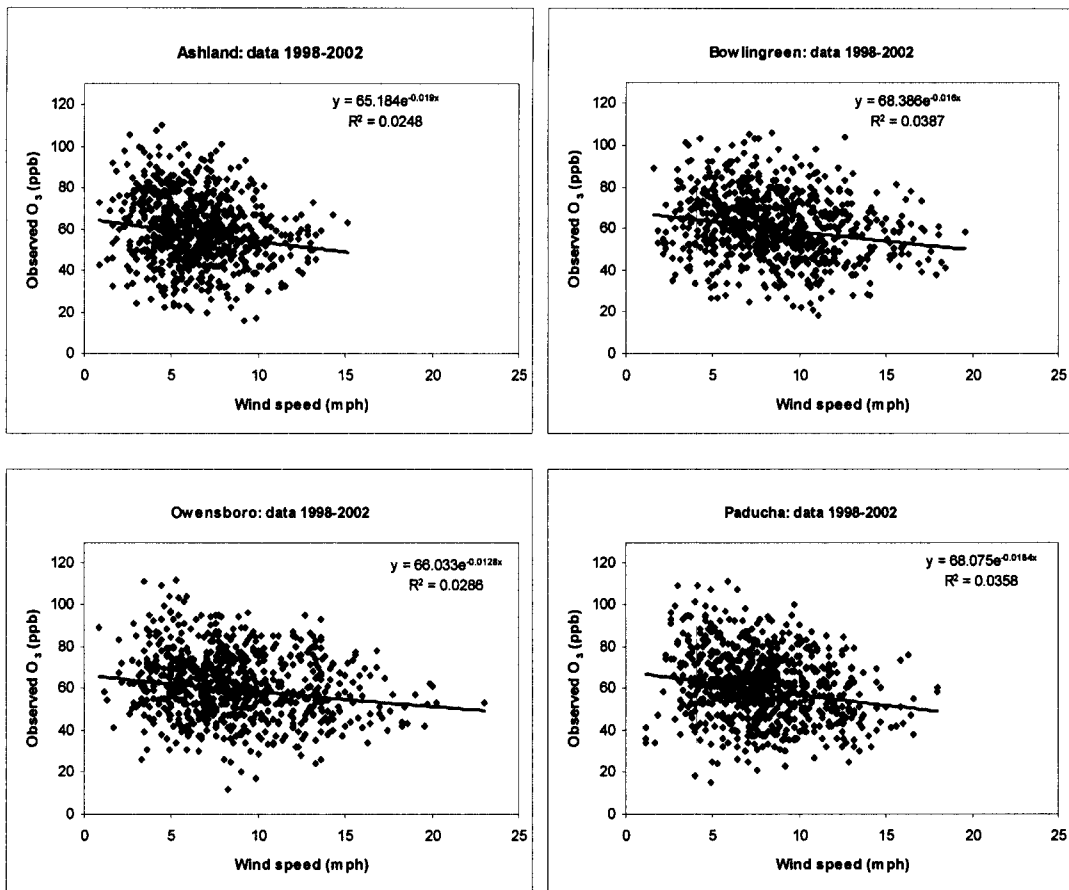 Ashland: data 1998-2002
y = 65.184e^-0.019x
R² = 0.0248
Observed O₃ (ppb)
120
100
80
60
40
20
0
0 5 10 15 20 25
Wind speed (mph)
Bowlingreen: data 1998-2002
y = 68.386e^-0.016x
R² = 0.0387
Observed O₃ (ppb)
120
100
80
60
40
20
0
0 5 10 15 20 25
Wind speed (mph)
Owensboro: data 1998-2002
y = 66.033e^-0.0128x
R² = 0.0286
Observed O₃ (ppb)
120
100
80
60
40
20
0
0 5 10 15 20 25
Wind speed (mph)
Paducha: data 1998-2002
y = 68.075e^-0.0184x
R² = 0.0358
Observed O₃ (ppb)
120
100
80
60
40
20
0
0 5 10 15 20 25
Wind speed (mph)